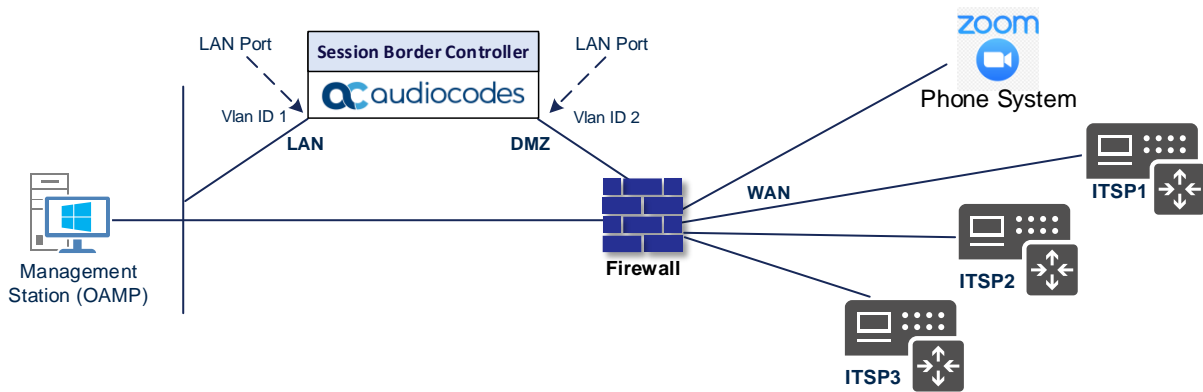 LAN Port
Session Border Controller
LAN Port
audiocodes
Vlan ID 1
Vlan ID 2
LAN
DMZ
zoom
Phone System
WAN
ITSP1
Firewall
ITSP2
Management
Station (OAMP)
ITSP3